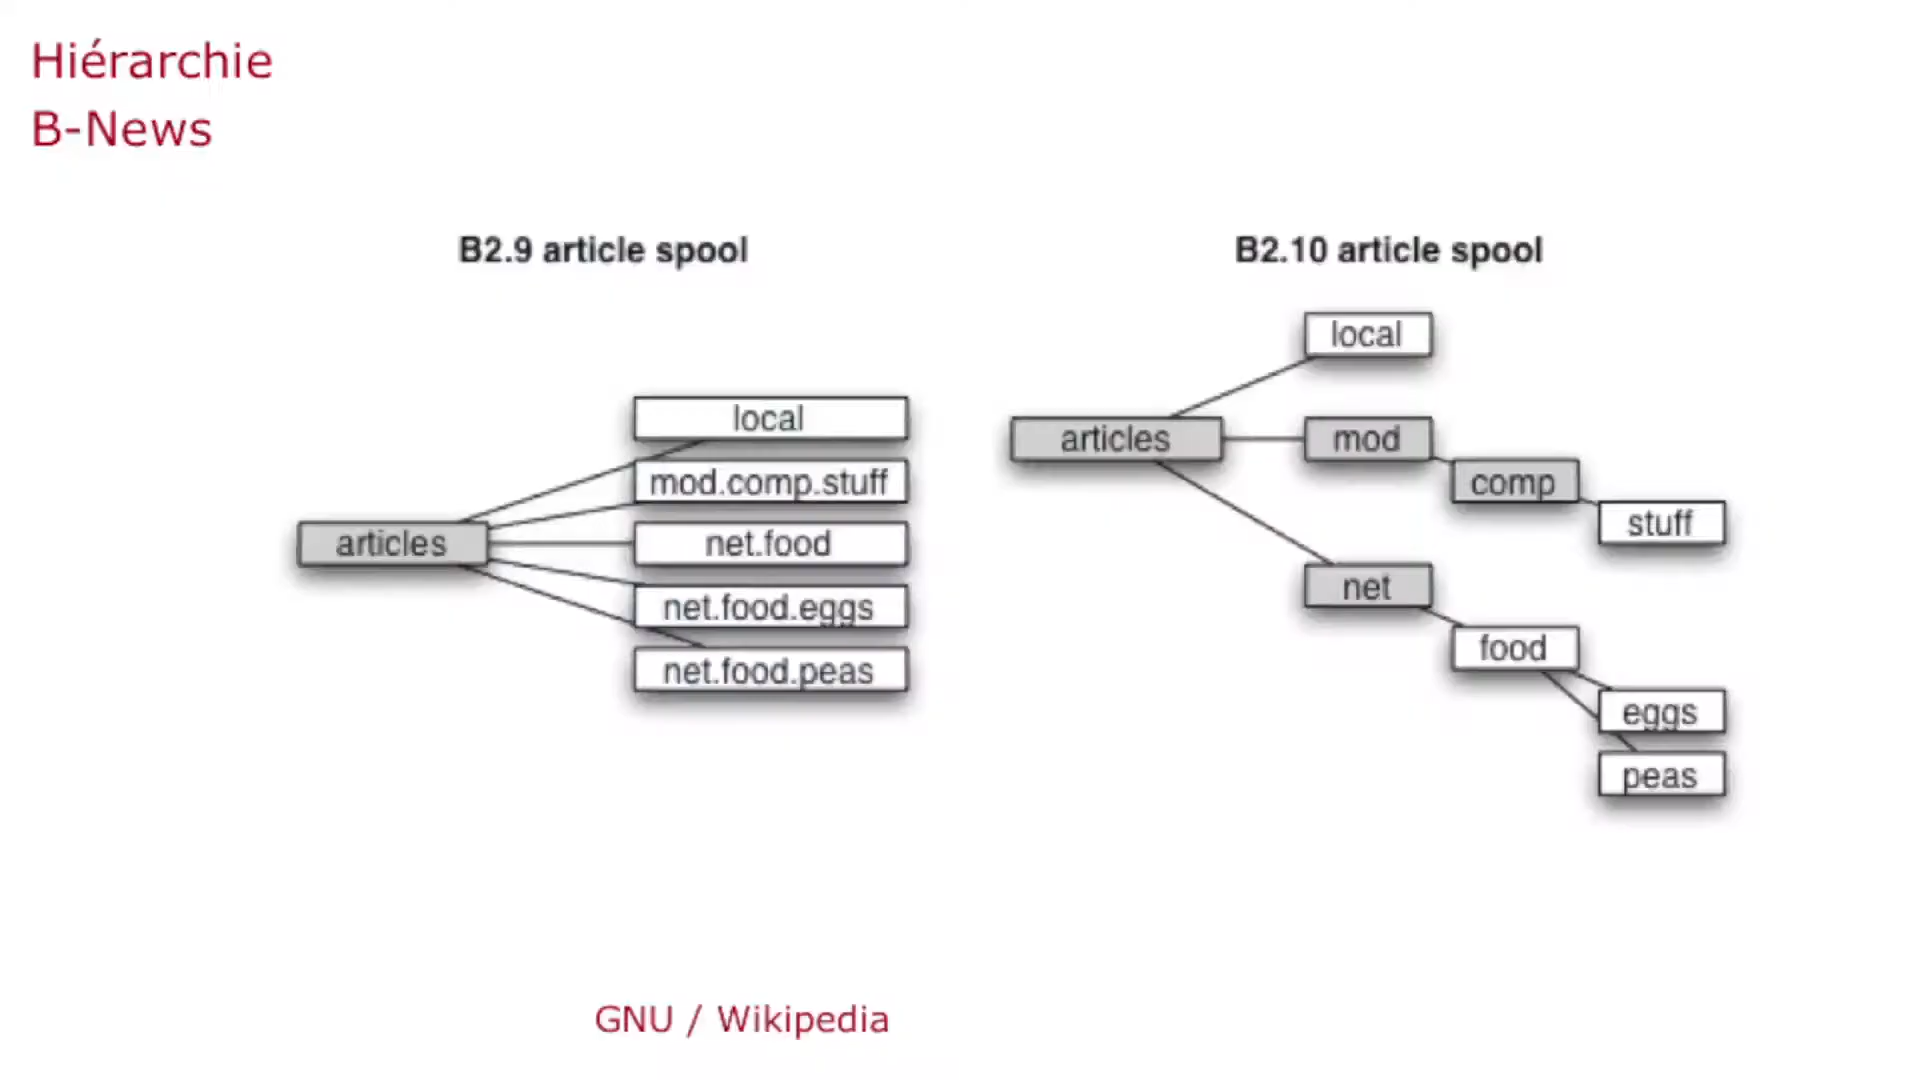 Hiérarchie
B-News
B2.9 article spool
articles
local
mod.comp.stuff
net.food
net.food.eggs
net.food.peas
B2.10 article spool
articles
local
mod
comp
stuff
net
food
eggs
peas
GNU / Wikipedia